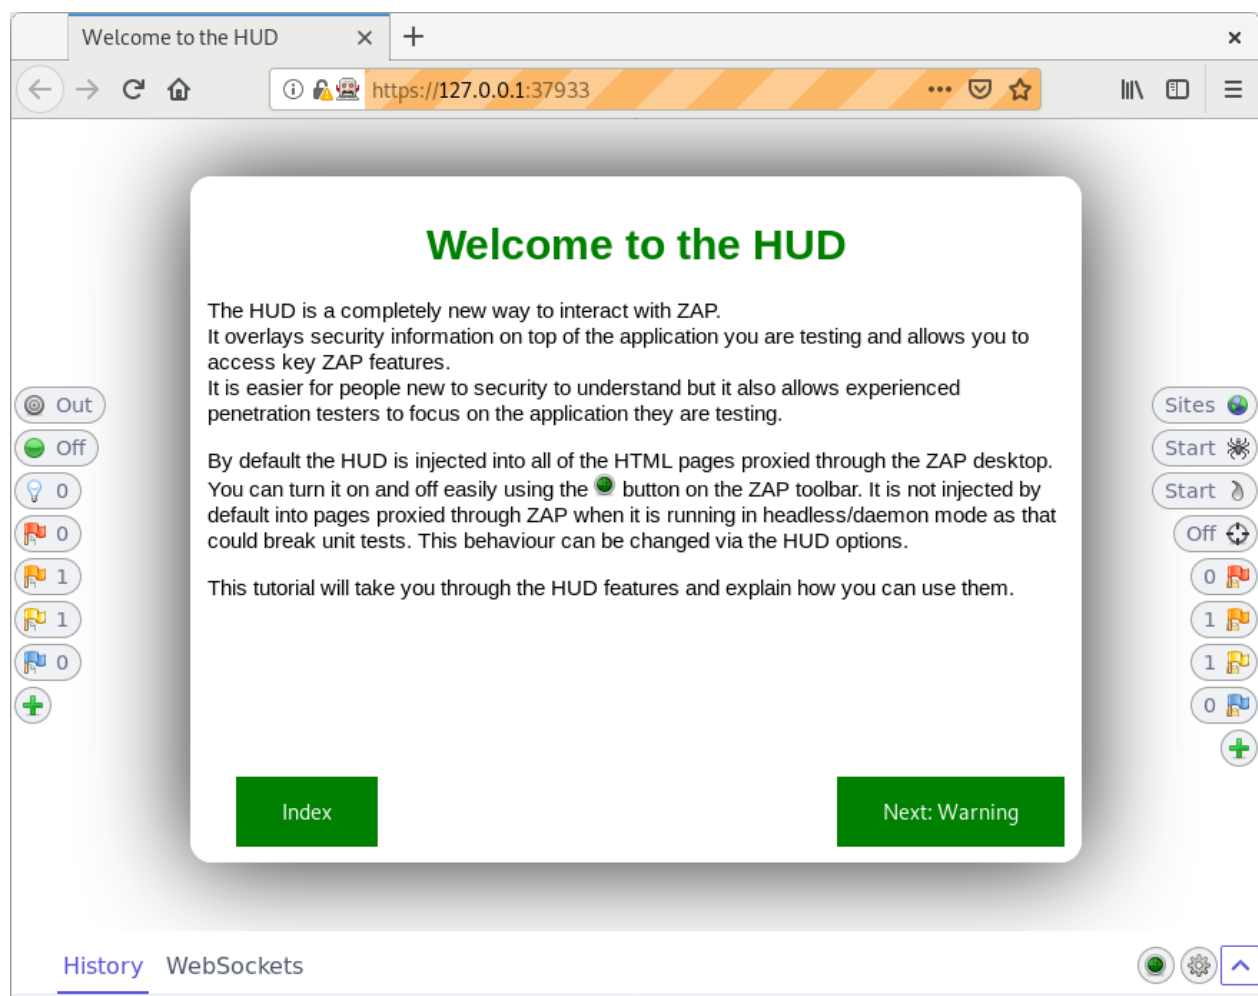 Welcome to the HUD
https://127.0.0.1:37933
Welcome to the HUD
The HUD is a completely new way to interact with ZAP.
It overlays security information on top of the application you are testing and allows you to
access key ZAP features.
It is easier for people new to security to understand but it also allows experienced
penetration testers to focus on the application they are testing.
By default the HUD is injected into all of the HTML pages proxied through the ZAP desktop.
You can turn it on and off easily using the button on the ZAP toolbar. It is not injected by
default into pages proxied through ZAP when it is running in headless/daemon mode as that
could break unit tests. This behaviour can be changed via the HUD options.
This tutorial will take you through the HUD features and explain how you can use them.
Index
Next: Warning
Out
Off
0
0
1
1
0
Sites
Start
Start
Off
0
1
1
0
History WebSockets